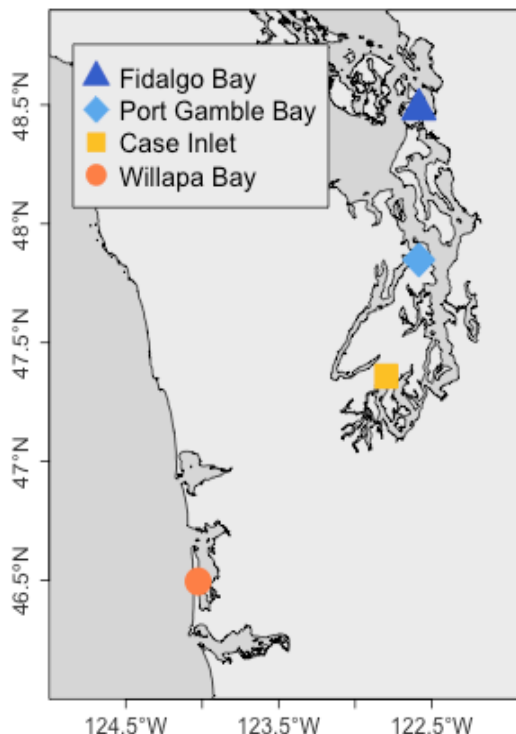 Fidalgo Bay
Port Gamble Bay
Case Inlet
Willapa Bay
48.5°N
48°N
47.5°N
47°N
46.5°N
124.5°W
123.5°W
122.5°W